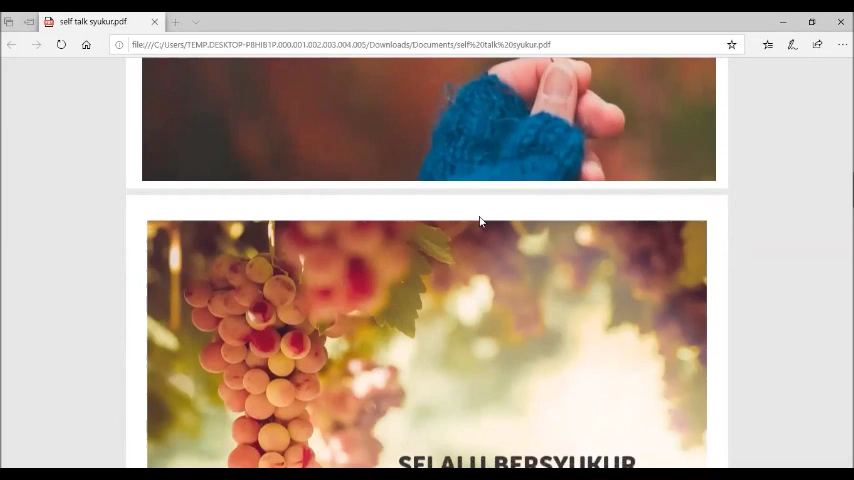 self talk syukur.pdf
file:///C:/Users/TEMP.DESKTOP-P8HIB1P.000.001.002.003.004.005/Downloads/Documents/self%20talk%20syukur.pdf
SELALU BERSYUKUR